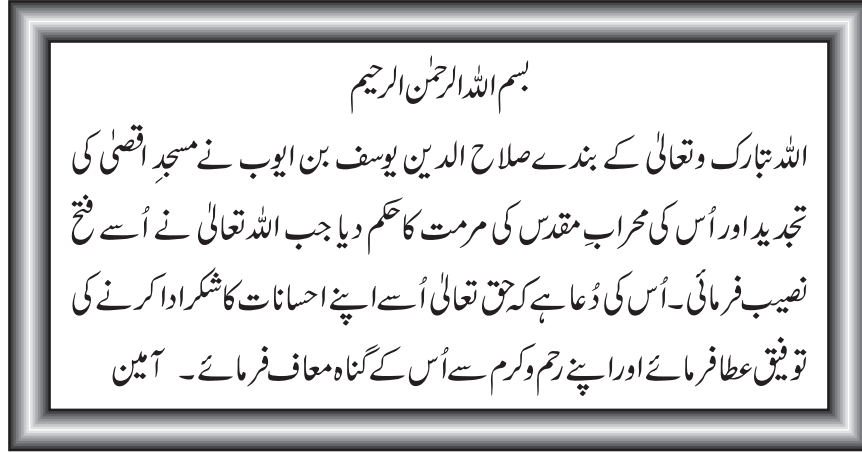 بسم اللہ الرحمٰن الرحیم
اللہ تبارک وتعالیٰ کے بندے صلاح الدین یوسف بن ایوب نے مسجدِ اقصیٰ کی
تجدید اور اُس کی محرابِ مقدس کی مرمت کا حکم دیا جب اللہ تعالیٰ نے اُسے فتح
نصیب فرمائی۔ اُس کی دُعا ہے کہ حق تعالیٰ اُسے اپنے احسانات کا شکر ادا کرنے کی
توفیق عطا فرمائے اور اپنے رحم و کرم سے اُس کے گناہ معاف فرمائے۔ آمین